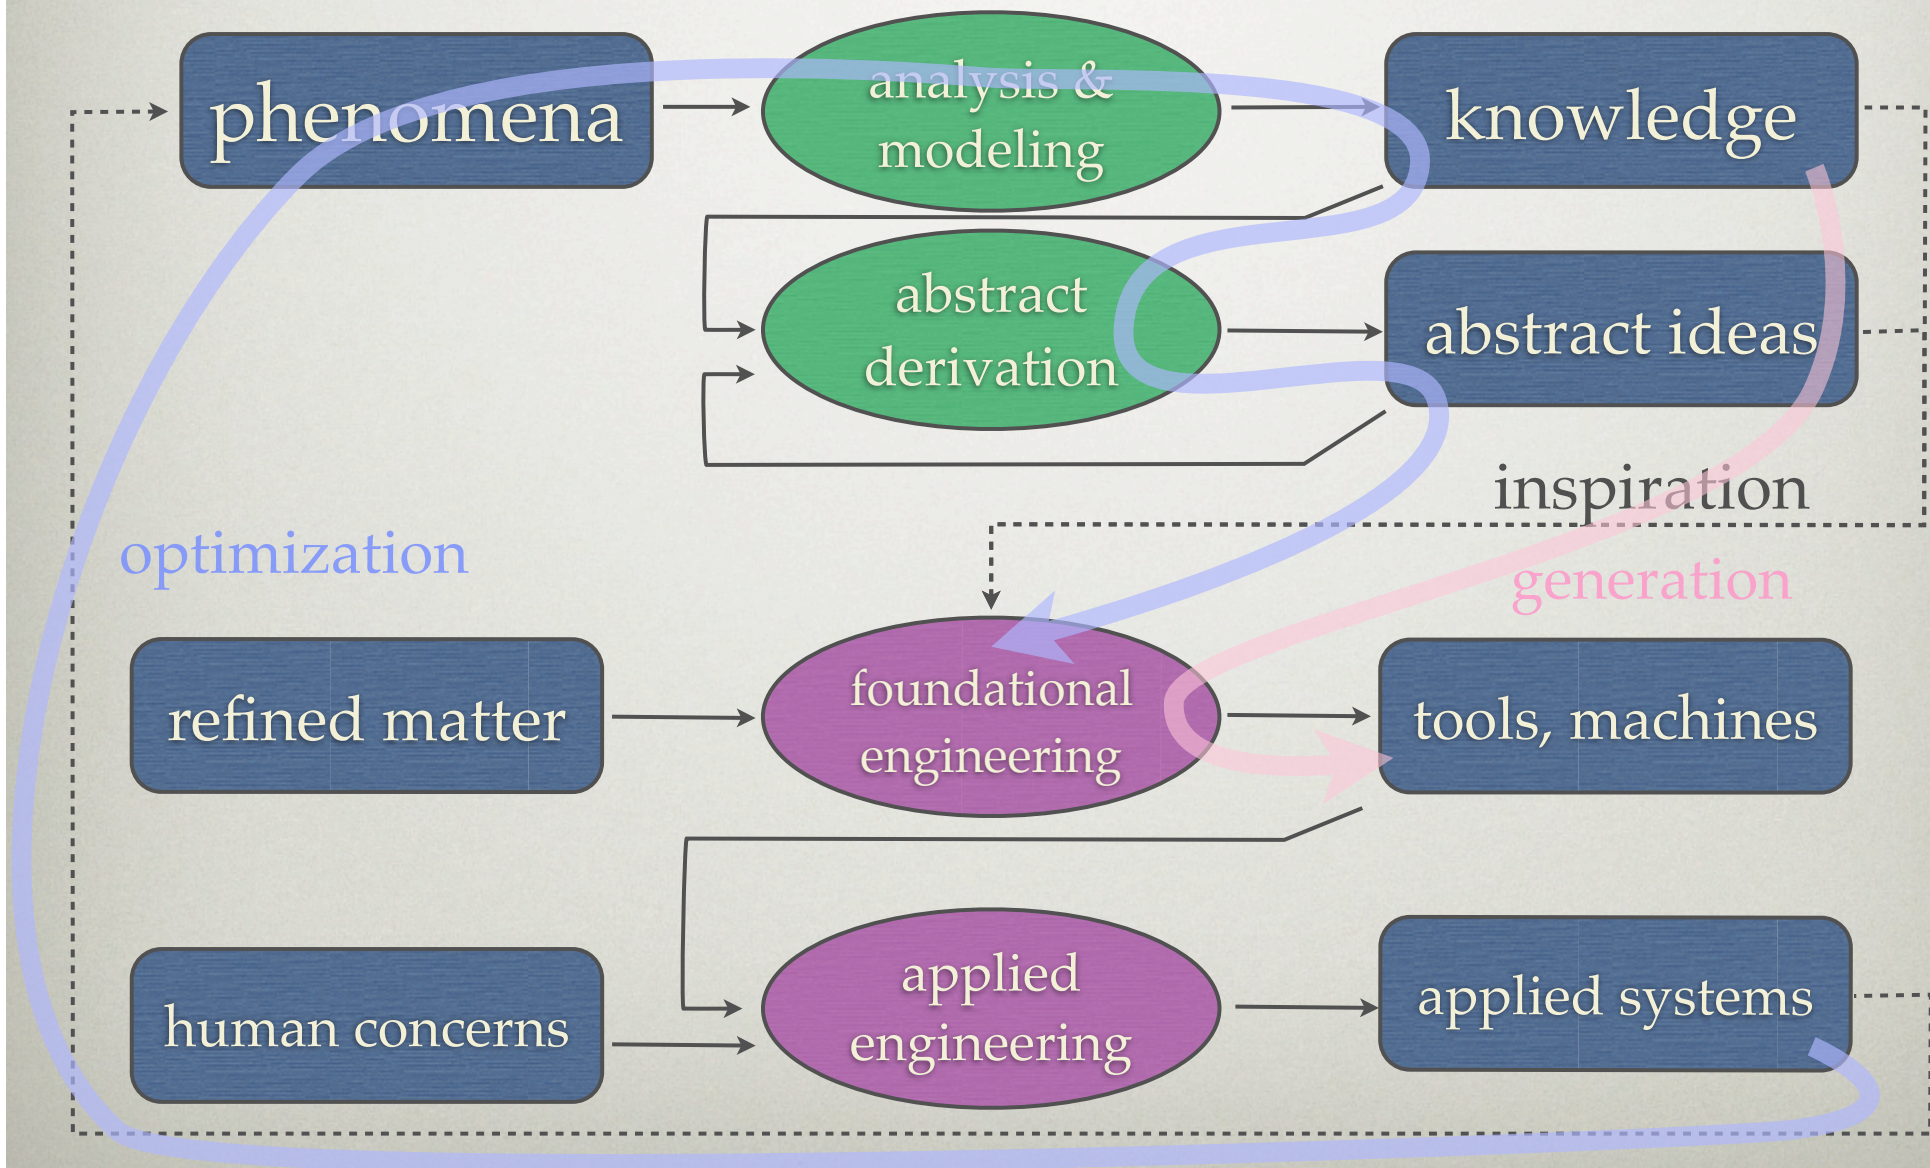 phenomena
analysis &
modeling
knowledge
abstract
derivation
abstract ideas
inspiration
optimization
generation
refined matter
foundational
engineering
tools, machines
human concerns
applied
engineering
applied systems